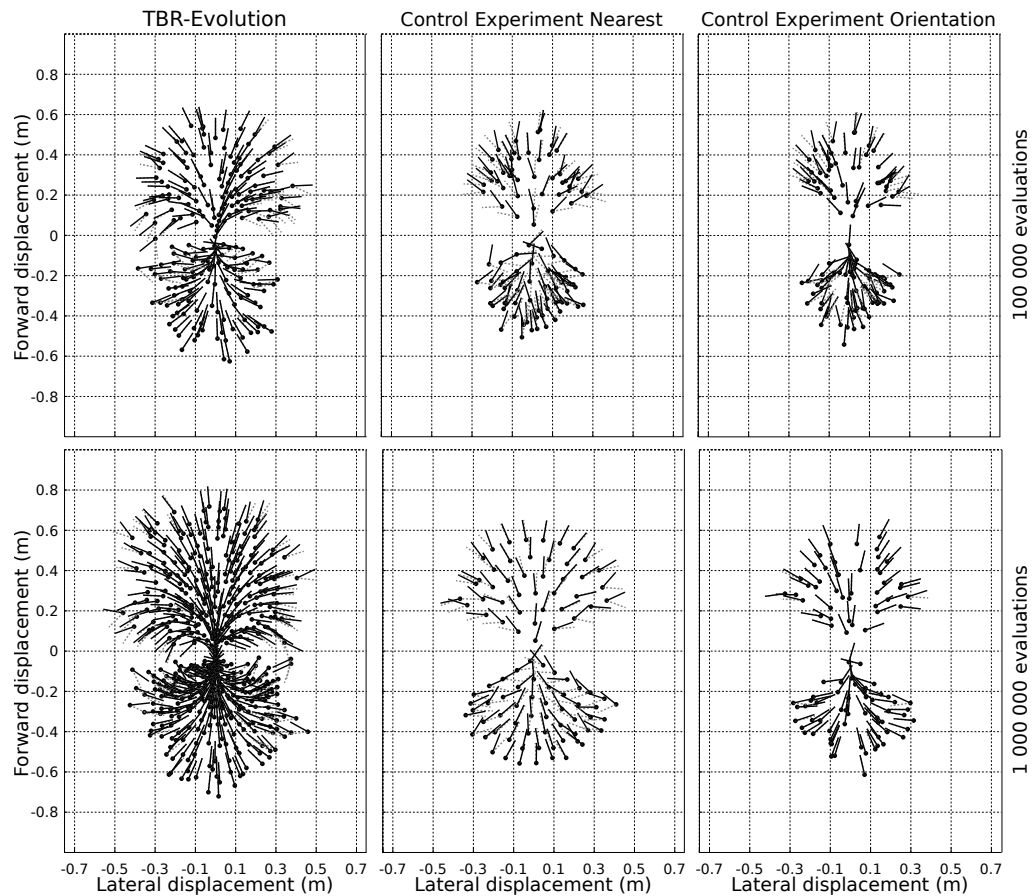 TBR-Evolution Control Experiment Nearest Control Experiment Orientation
Forward displacement (m)
0.8
0.6
0.4
0.2
0
-0.2
-0.4
-0.6
-0.8
100 000 evaluations
Forward displacement (m)
0.8
0.6
0.4
0.2
0
-0.2
-0.4
-0.6
-0.8
1 000 000 evaluations
-0.7 -0.5 -0.3 -0.1 0.1 0.3 0.5 0.7 -0.7 -0.5 -0.3 -0.1 0.1 0.3 0.5 0.7 -0.7 -0.5 -0.3 -0.1 0.1 0.3 0.5 0.7
Lateral displacement (m) Lateral displacement (m) Lateral displacement (m)